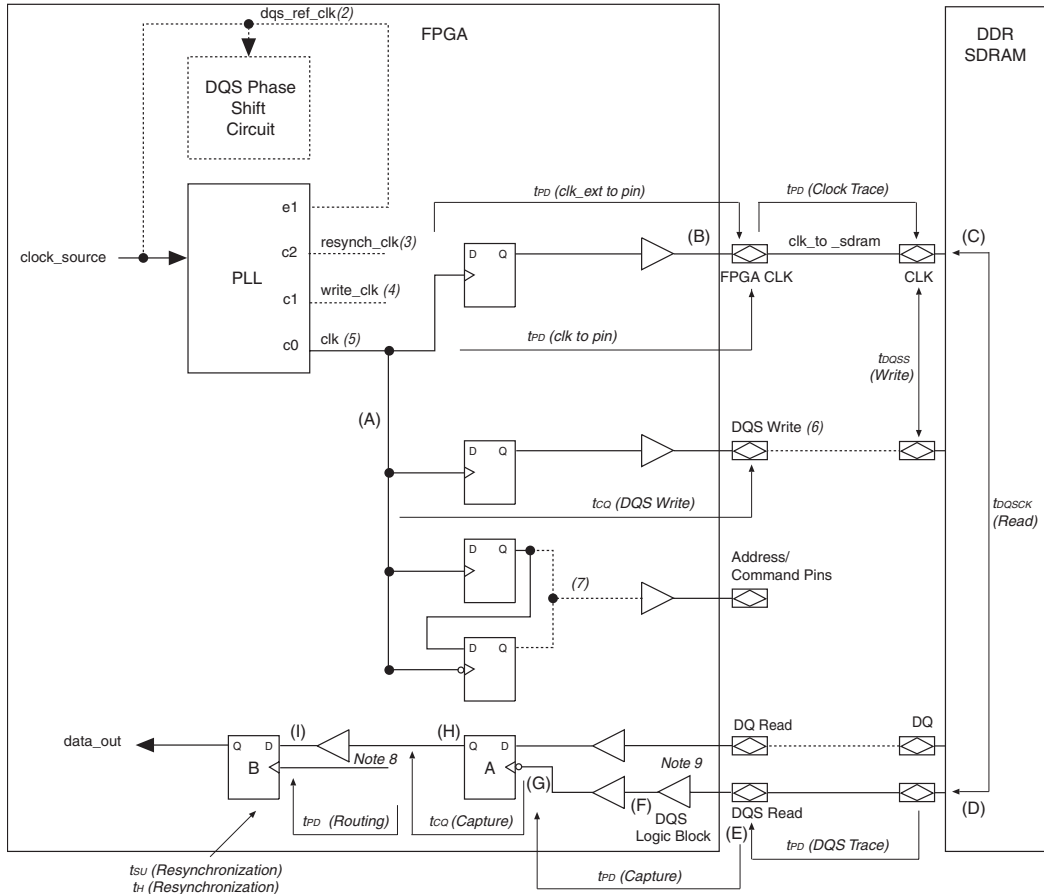 dqs_ref_clk(2)
FPGA
DDR
SDRAM
DQS Phase
Shift
Circuit
e1
tPD (clk_ext to pin)
tPD (Clock Trace)
clock_source
PLL
c2
resynch_clk(3)
D Q
(B)
clk_to _sdram
(C)
FPGA CLK
CLK
c1
write_clk (4)
c0
clk (5)
tPD (clk to pin)
tDQSS
(Write)
(A)
D Q
DQS Write (6)
tCQ (DQS Write)
tDQSCK
(Read)
D Q
(7)
Address/
Command Pins
D Q
data_out
Q D
B
(I)
Note 8
(H)
Q D
A
(G)
DQ Read
DQ
Note 9
(F)
DQS
Logic Block
DQS Read
(E)
(D)
tPD (Routing)
tCQ (Capture)
tPD (DQS Trace)
tPD (Capture)
tSU (Resynchronization)
tH (Resynchronization)